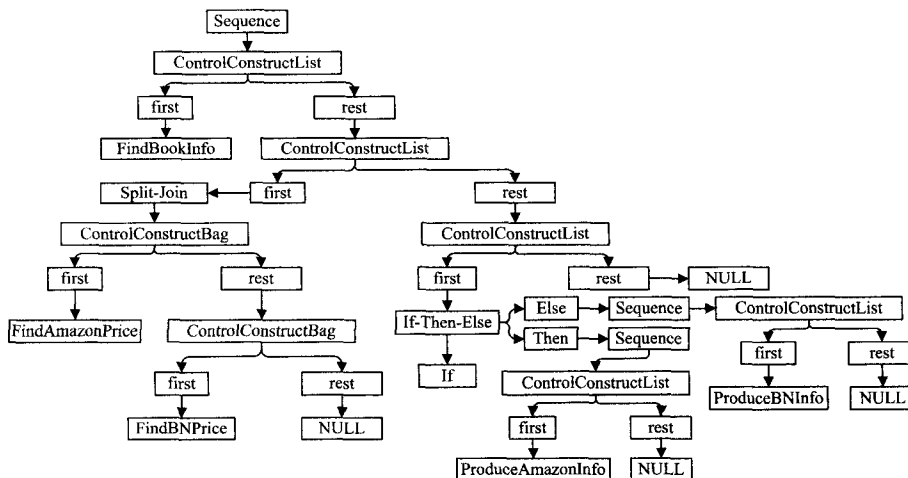 Sequence
ControlConstructList
first
rest
FindBookInfo
ControlConstructList
Split-Join
first
rest
ControlConstructBag
ControlConstructList
first
rest
first
rest
NULL
FindAmazonPrice
ControlConstructBag
If-Then-Else
Else
Sequence
ControlConstructList
Then
Sequence
first
rest
first
rest
If
ControlConstructList
FindBNPrice
NULL
ProduceBNInfo
NULL
first
rest
ProduceAmazonInfo
NULL